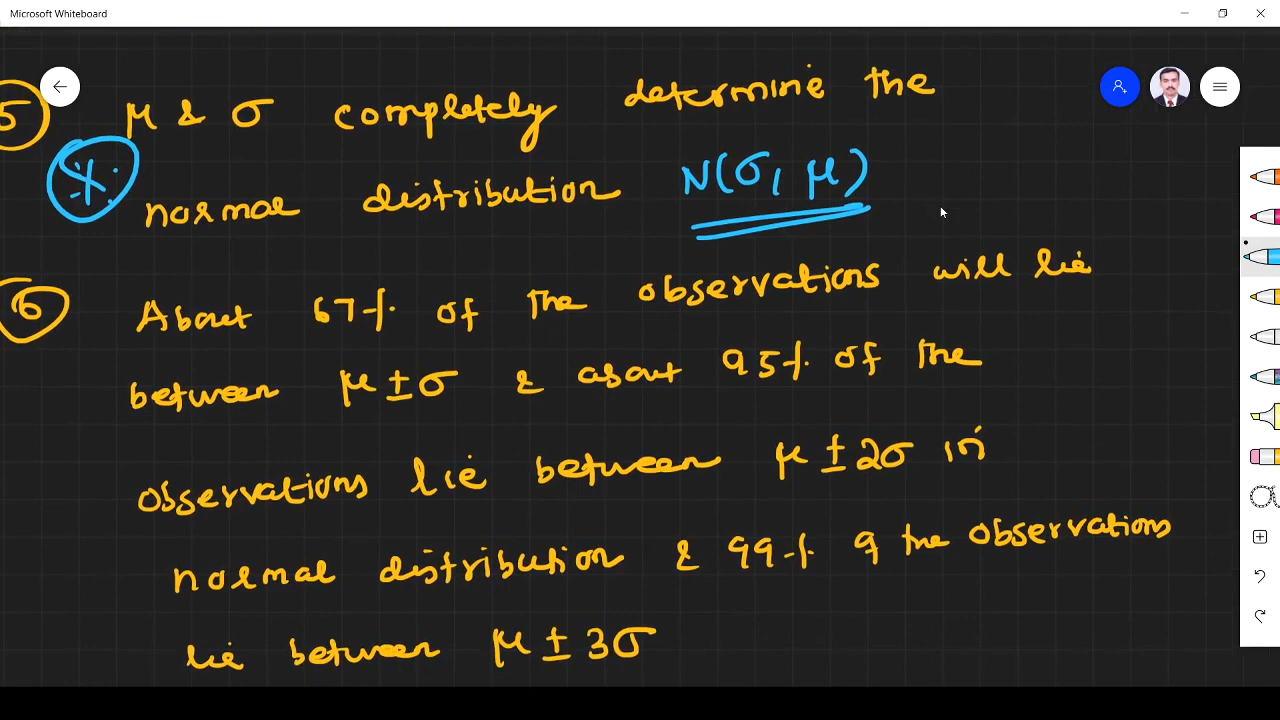 Microsoft Whiteboard
5 μ & σ completely determine the
normal distribution N(σ, μ)
6 About 67% of the observations will lie
between μ ± σ & about 95% of the
observations lie between μ ± 2σ in
normal distribution & 99% of the observations
lie between μ ± 3σ